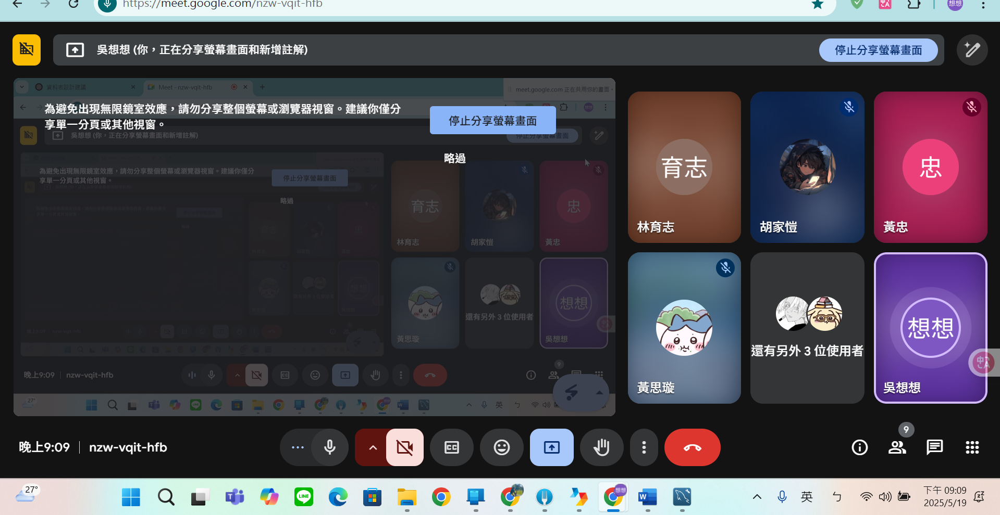 https://meet.google.com/nzw-vqit-hfb
想想
吳想想 (你，正在分享螢幕畫面和新增註解)
停止分享螢幕畫面
資料表設計建議
Meet - nzw-vqit-hfb
meet.google.com 正在共用你的畫面。
為避免出現無限鏡室效應，請勿分享整個螢幕或瀏覽器視窗。建議你僅分
享單一分頁或其他視窗。
停止分享螢幕畫面
略過
吳想想 (你，正在分享螢幕畫面和新增註解)
停止分享螢幕畫面
為避免出現無限鏡室效應，請勿分享整個螢幕或瀏覽器視窗。建議你僅分
享單一分頁或其他視窗。
停止分享螢幕畫面
略過
育志
林育志
胡家愷
忠
黃忠
黃思璇
還有另外 3 位使用者
想想
吳想想
晚上9:09
nzw-vqit-hfb
9
27°
英
ㄅ
育志
林育志
胡家愷
忠
黃忠
黃思璇
還有另外 3 位使用者
想想
吳想想
中A
晚上9:09
nzw-vqit-hfb
CC
9
27°
LINE
想想
W
英
ㄅ
下午 09:09
2025/5/19